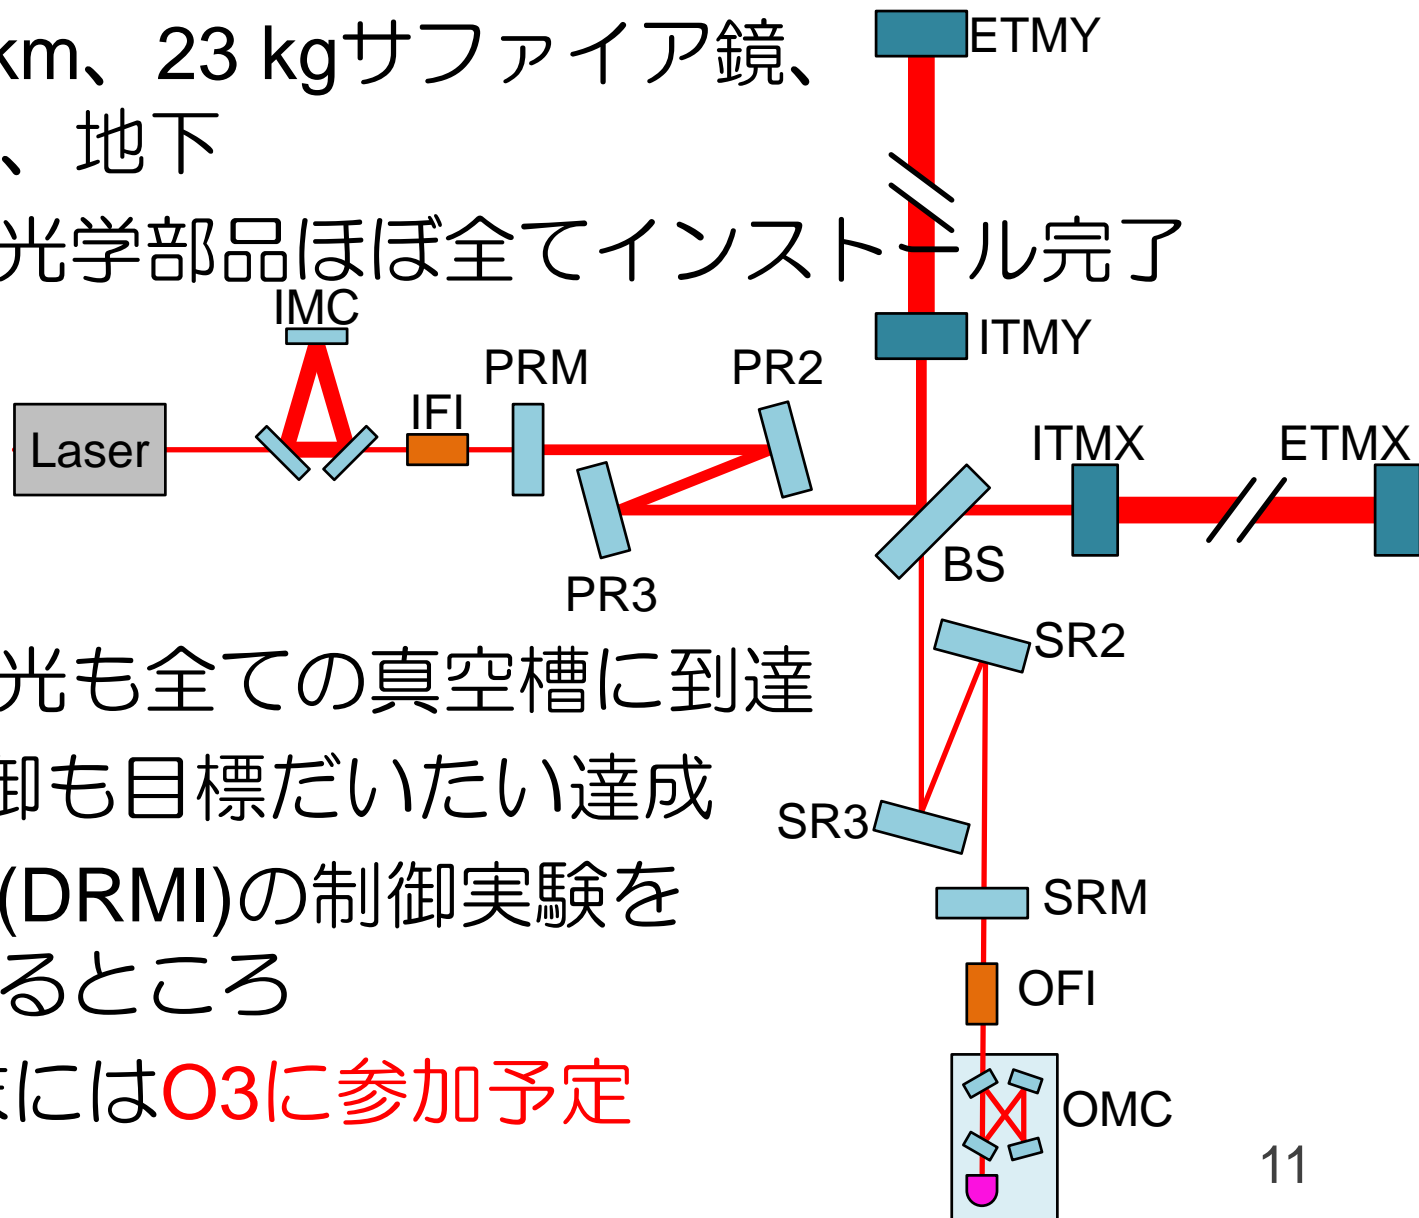 km、23 kgサファイア鏡、
、地下
光学部品ほぼ全てインストール完了
ETMY
ITMY
IMC
PRM
PR2
IFI
Laser
ITMX
ETMX
BS
PR3
SR2
光も全ての真空槽に到達
御も目標だいたい達成
SR3
(DRMI)の制御実験を
るところ
SRM
OFI
にはO3に参加予定
OMC
11